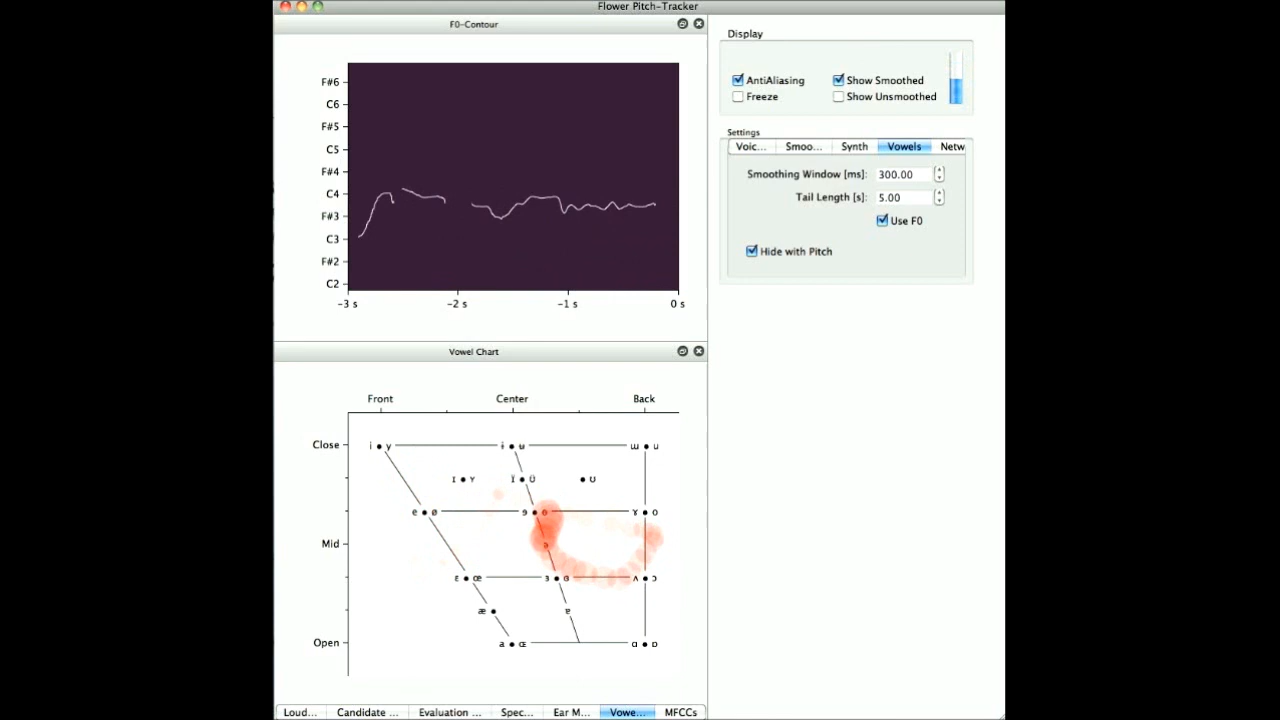 Flower Pitch-Tracker
F0-Contour
F#6
C6
F#5
C5
F#4
C4
F#3
C3
F#2
C2
-3 s
-2 s
-1 s
0 s
Display
AntiAliasing
Show Smoothed
Freeze
Show Unsmoothed
Settings
Voic...
Smoo...
Synth
Vowels
Netw
Smoothing Window [ms]: 300.00
Tail Length [s]: 5.00
Use F0
Hide with Pitch
Vowel Chart
Front Center Back
Close i • y ɨ • ʉ ɯ • u
ɪ • ʏ ɪ̈ • ʊ̈ • ʊ
e • ø ɘ • ɵ ɤ • o
Mid ə
ɛ • œ ɜ • ɞ ʌ • ɔ
æ • ɐ
Open a • ɶ ɑ • ɒ
Loud...
Candidate ...
Evaluation ...
Spec...
Ear M...
Vowe...
MFCCs